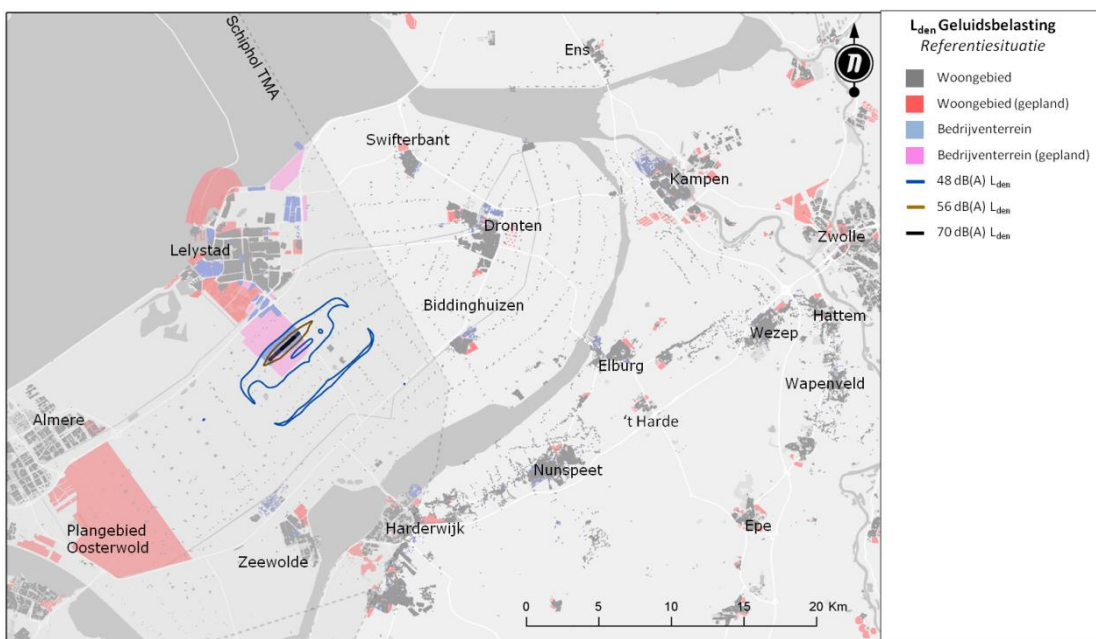 Schiphol TMA
Ens
Swifterbant
Kampen
Dronten
Zwolle
Lelystad
Biddinghuizen
Hattem
Wezep
Elburg
Wapenveld
Almere
't Harde
Nunspeet
Plangebied
Oosterwold
Harderwijk
Epe
Zeewolde
0 5 10 15 20 Km
Lden Geluidsbelasting
Referentiesituatie
n
Woongebied
Woongebied (gepland)
Bedrijventerrein
Bedrijventerrein (gepland)
48 dB(A) Lden
56 dB(A) Lden
70 dB(A) Lden